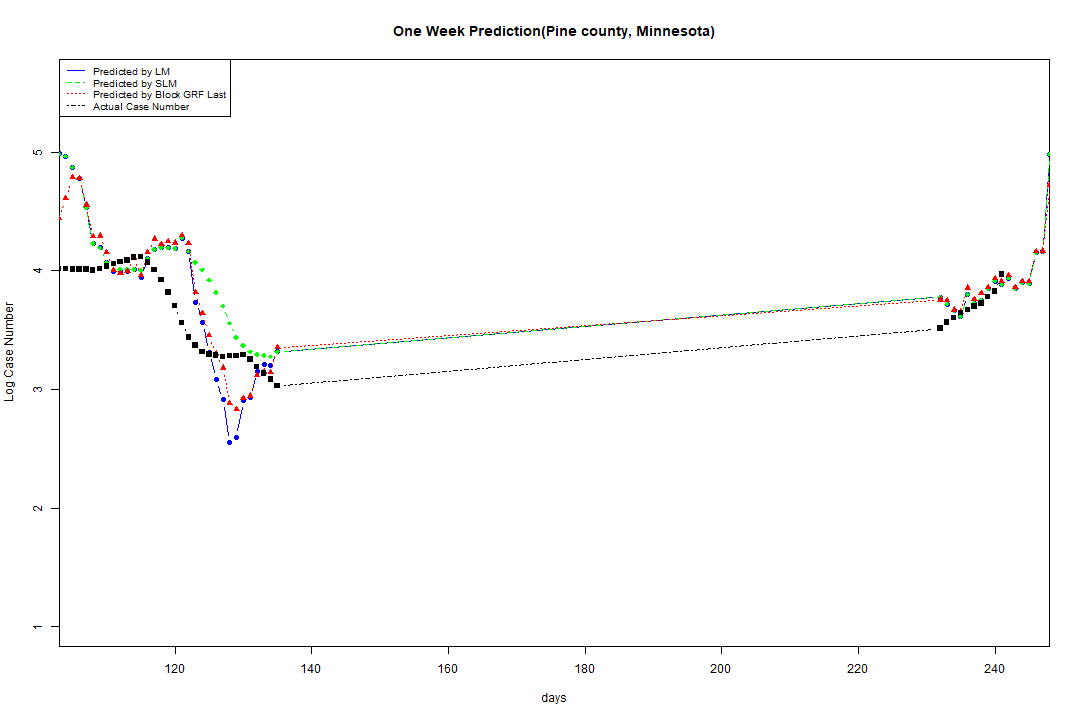 One Week Prediction(Pine county, Minnesota)
Predicted by LM
Predicted by SLM
Predicted by Block GRF Last
Actual Case Number
Log Case Number
5
4
3
2
1
120 140 160 180 200 220 240
days